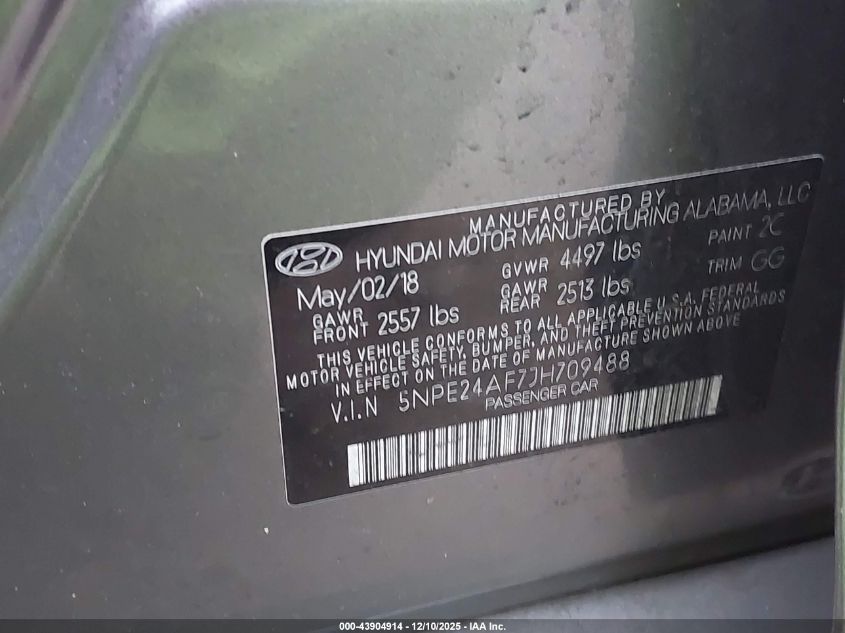 MANUFACTURED BY
HYUNDAI MOTOR MANUFACTURING ALABAMA, LLC
May/02/18 GVWR 4497 lbs PAINT 2C
GAWR FRONT 2557 lbs GAWR REAR 2513 lbs TRIM GG
THIS VEHICLE CONFORMS TO ALL APPLICABLE U.S.A. FEDERAL
MOTOR VEHICLE SAFETY, BUMPER, AND THEFT PREVENTION STANDARDS
IN EFFECT ON THE DATE OF MANUFACTURE SHOWN ABOVE
V.I.N 5NPE24AF7JH709488
PASSENGER CAR
000-43904914 - 12/10/2025 - IAA Inc.